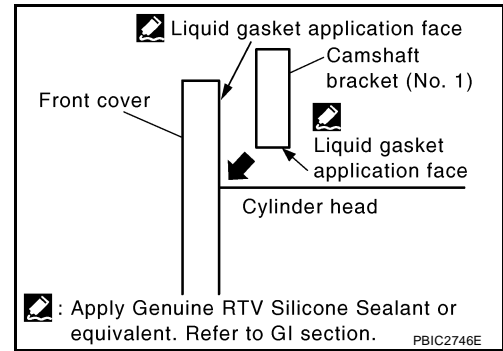 Liquid gasket application face
Camshaft
bracket (No. 1)
Front cover
Liquid gasket
application face
Cylinder head
: Apply Genuine RTV Silicone Sealant or
equivalent. Refer to GI section.
PBIC2746E